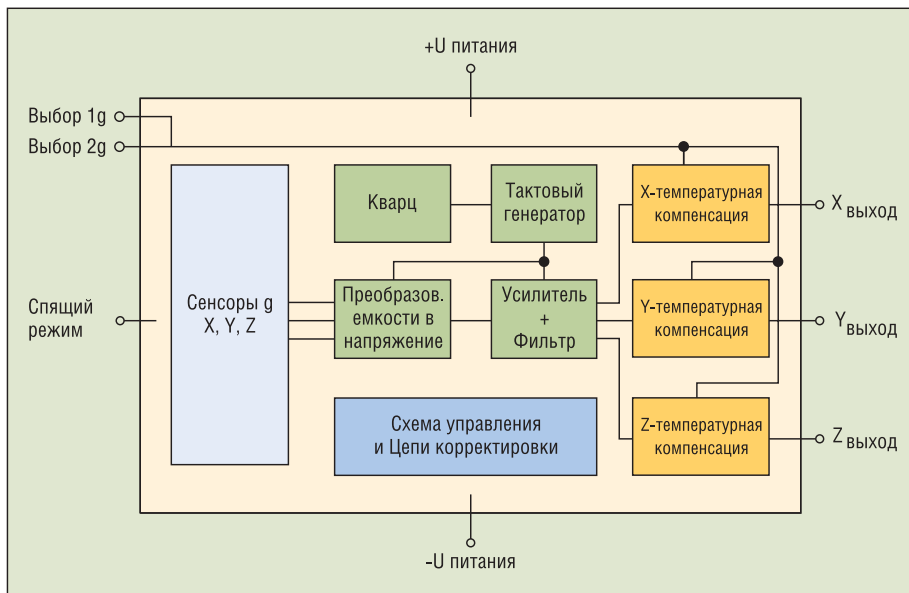 +U питания
Выбор 1g
Выбор 2g
Кварц
Тактовый
генератор
X-температурная
компенсация
X выход
Спящий
режим
Сенсоры g
X, Y, Z
Преобразов.
емкости в
напряжение
Усилитель
+
Фильтр
Y-температурная
компенсация
Y выход
Схема управления
и Цепи корректировки
Z-температурная
компенсация
Z выход
-U питания